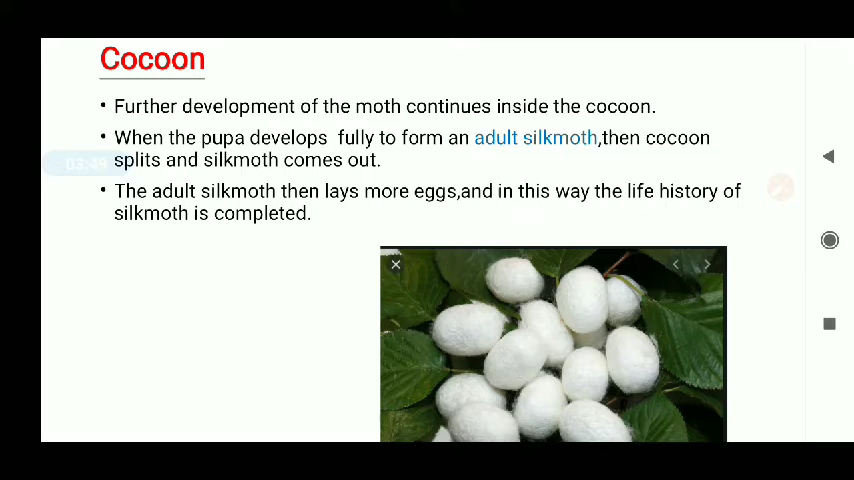 Cocoon
• Further development of the moth continues inside the cocoon.
• When the pupa develops fully to form an adult silkmoth,then cocoon
splits and silkmoth comes out.
03:49
• The adult silkmoth then lays more eggs,and in this way the life history of
silkmoth is completed.